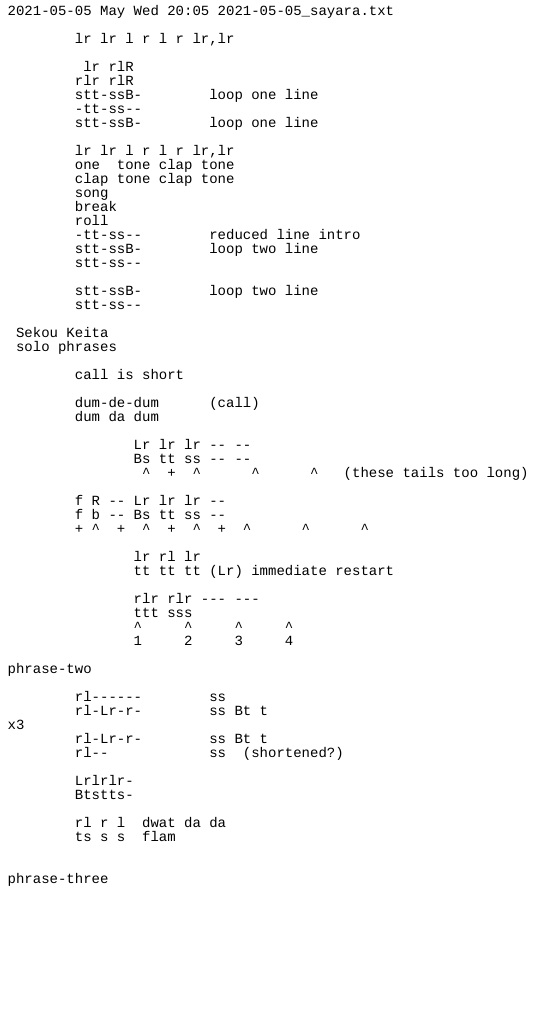 2021-05-05 May Wed 20:05 2021-05-05_sayara.txt
lr lr l r l r lr,lr
lr rlR
rlr rlR
stt-ssB-        loop one line
-tt-ss--
stt-ssB-        loop one line
lr lr l r l r lr,lr
one  tone clap tone
clap tone clap tone
song
break
roll
-tt-ss--        reduced line intro
stt-ssB-        loop two line
stt-ss--
stt-ssB-        loop two line
stt-ss--
Sekou Keita
solo phrases
call is short
dum-de-dum      (call)
dum da dum
Lr lr lr -- --
Bs tt ss -- --
^  +  ^      ^      ^   (these tails too long)
f R -- Lr lr lr --
f b -- Bs tt ss --
+ ^  +  ^  +  ^  +  ^      ^      ^
lr rl lr
tt tt tt (Lr) immediate restart
rlr rlr --- ---
ttt sss
^     ^     ^     ^
1     2     3     4
phrase-two
rl------        ss
rl-Lr-r-        ss Bt t
x3
rl-Lr-r-        ss Bt t
rl--            ss  (shortened?)
Lrlrlr-
Btstts-
rl r l  dwat da da
ts s s  flam
phrase-three